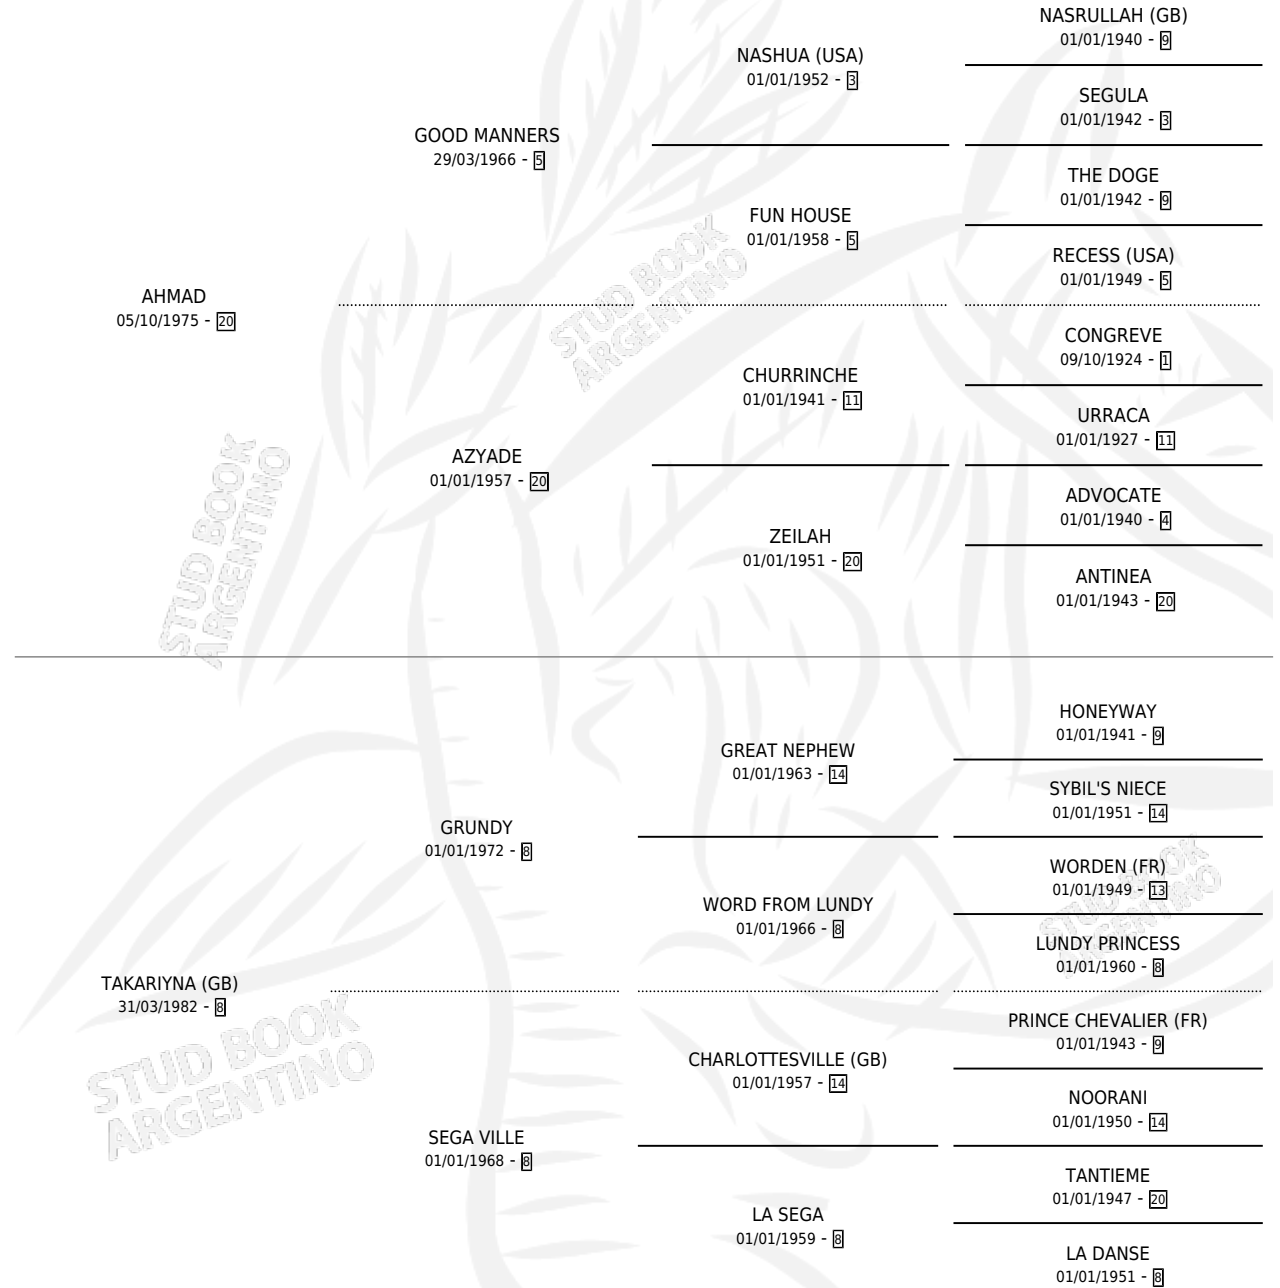 NASRULLAH (GB)
01/01/1940 - 9
NASHUA (USA)
01/01/1952 - 3
SEGULA
01/01/1942 - 3
GOOD MANNERS
29/03/1966 - 5
THE DOGE
01/01/1942 - 9
FUN HOUSE
01/01/1958 - 5
RECESS (USA)
01/01/1949 - 5
AHMAD
05/10/1975 - 20
CONGREVE
09/10/1924 - 1
CHURRINCHE
01/01/1941 - 11
URRACA
01/01/1927 - 11
AZYADE
01/01/1957 - 20
ADVOCATE
01/01/1940 - 4
ZEILAH
01/01/1951 - 20
ANTINEA
01/01/1943 - 20
STUD BOOK
ARGENTINO
STUD BOOK
ARGENTINO
HONEYWAY
01/01/1941 - 9
GREAT NEPHEW
01/01/1963 - 14
SYBIL'S NIECE
01/01/1951 - 14
GRUNDY
01/01/1972 - 8
WORDEN (FR)
01/01/1949 - 13
WORD FROM LUNDY
01/01/1966 - 8
LUNDY PRINCESS
01/01/1960 - 8
TAKARIYNA (GB)
31/03/1982 - 8
PRINCE CHEVALIER (FR)
01/01/1943 - 9
CHARLOTTESVILLE (GB)
01/01/1957 - 14
NOORANI
01/01/1950 - 14
SEGA VILLE
01/01/1968 - 8
TANTIEME
01/01/1947 - 20
LA SEGA
01/01/1959 - 8
LA DANSE
01/01/1951 - 8
STUD BOOK
ARGENTINO
STUD BOOK
ARGENTINO